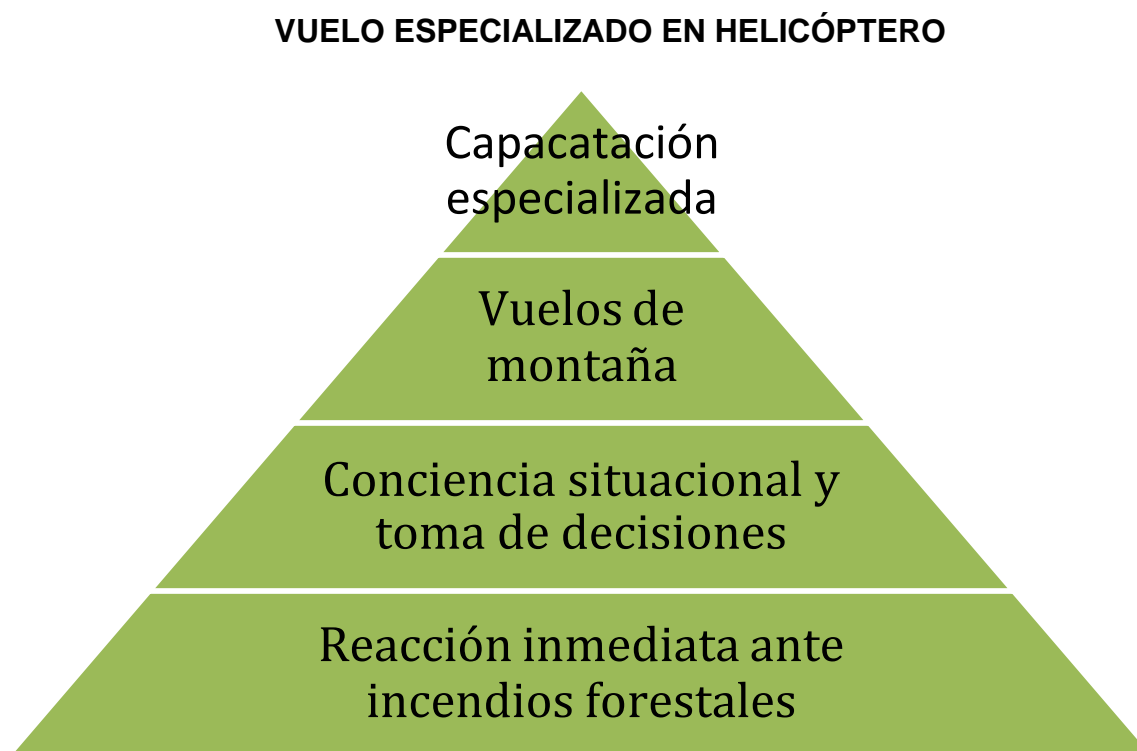 VUELO ESPECIALIZADO EN HELICÓPTERO
Capacatación
especializada
Vuelos de
montaña
Conciencia situacional y
toma de decisiones
Reacción inmediata ante
incendios forestales